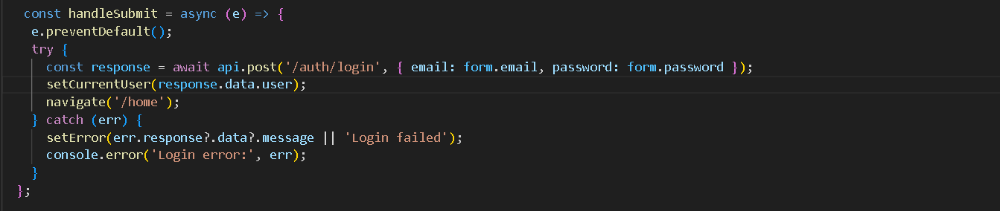 const handleSubmit = async (e) => {
e.preventDefault();
try {
const response = await api.post('/auth/login', { email: form.email, password: form.password });
setCurrentUser(response.data.user);
navigate('/home');
} catch (err) {
setError(err.response?.data?.message || 'Login failed');
console.error('Login error:', err);
}
};